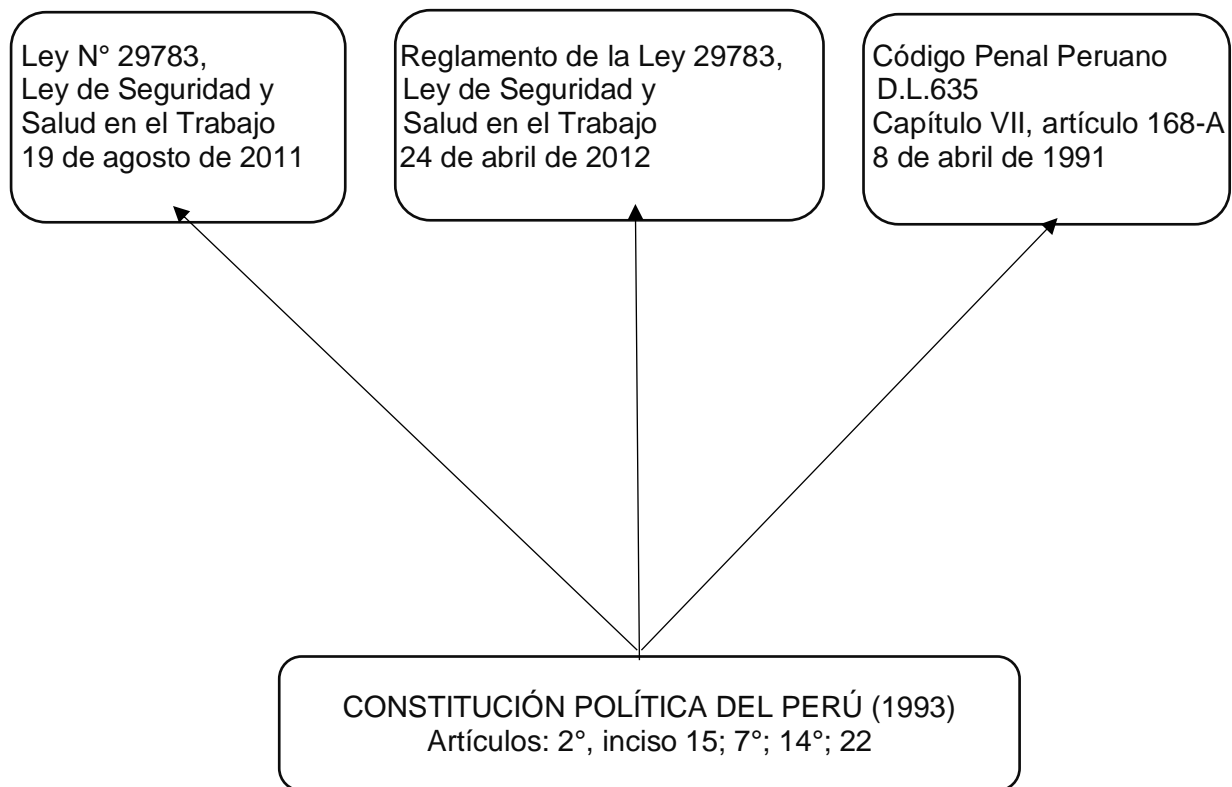 Ley N° 29783,
Ley de Seguridad y
Salud en el Trabajo
19 de agosto de 2011
Reglamento de la Ley 29783,
Ley de Seguridad y
Salud en el Trabajo
24 de abril de 2012
Código Penal Peruano
D.L.635
Capítulo VII, artículo 168-A
8 de abril de 1991
CONSTITUCIÓN POLÍTICA DEL PERÚ (1993)
Artículos: 2°, inciso 15; 7°; 14°; 22